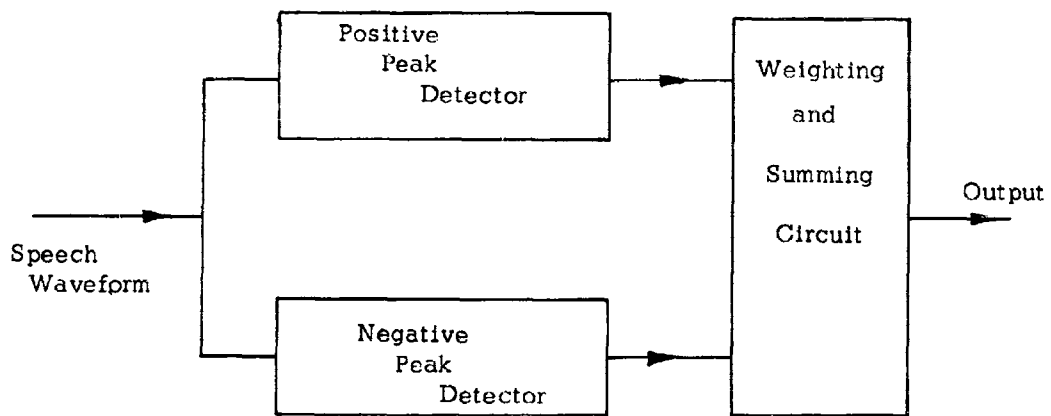 Positive
Peak
Detector
Weighting
and
Summing
Circuit
Output
Speech
Waveform
Negative
Peak
Detector